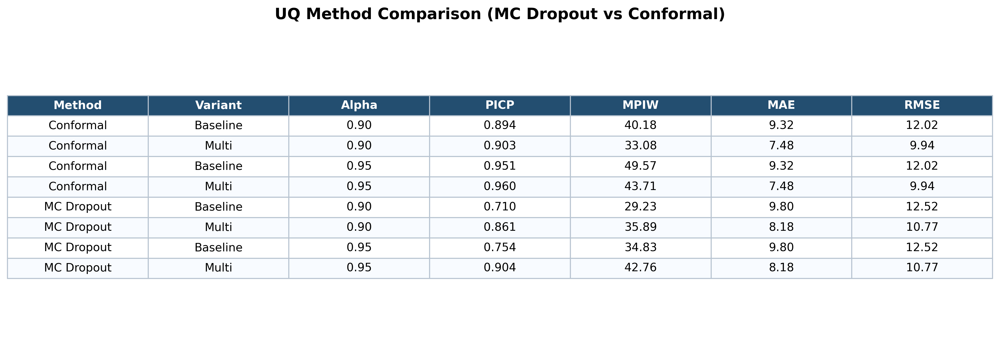 UQ Method Comparison (MC Dropout vs Conformal)
Method Variant Alpha PICP MPIW MAE RMSE
Conformal Baseline 0.90 0.894 40.18 9.32 12.02
Conformal Multi 0.90 0.903 33.08 7.48 9.94
Conformal Baseline 0.95 0.951 49.57 9.32 12.02
Conformal Multi 0.95 0.960 43.71 7.48 9.94
MC Dropout Baseline 0.90 0.710 29.23 9.80 12.52
MC Dropout Multi 0.90 0.861 35.89 8.18 10.77
MC Dropout Baseline 0.95 0.754 34.83 9.80 12.52
MC Dropout Multi 0.95 0.904 42.76 8.18 10.77